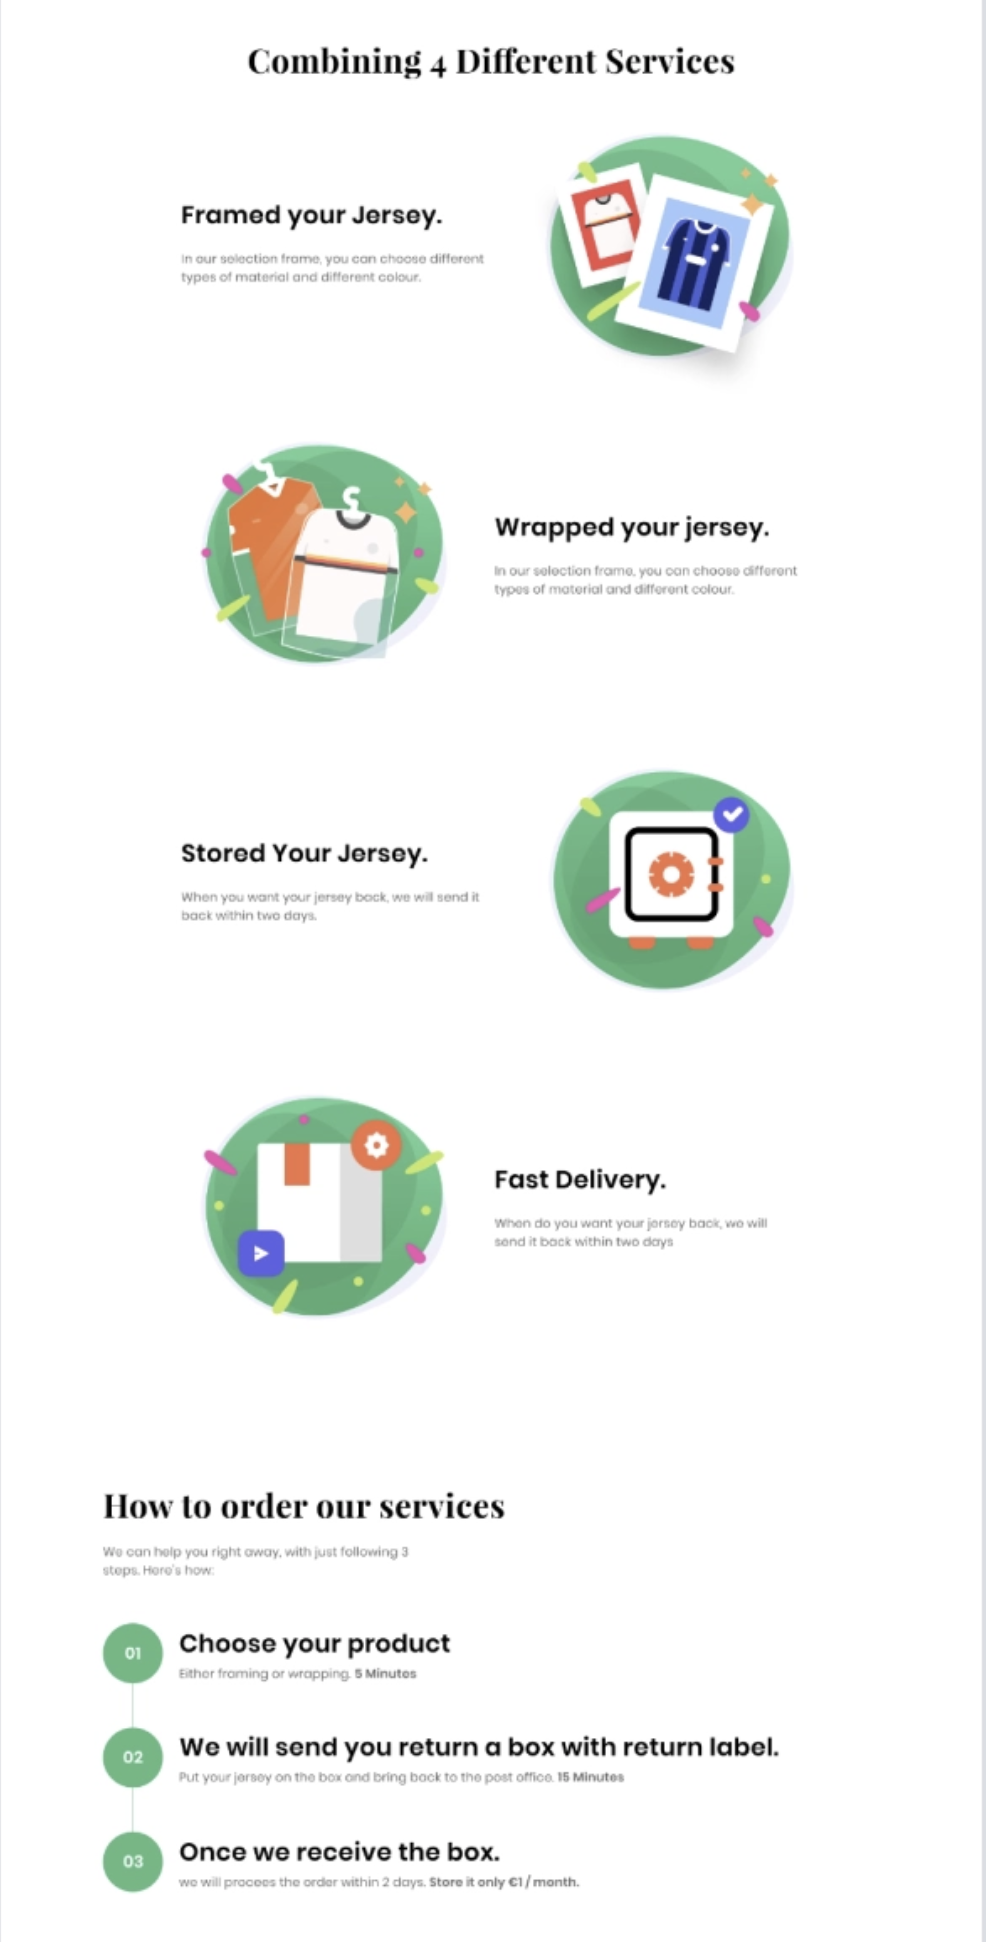 Combining 4 Different Services
Framed your Jersey.
In our selection frame, you can choose different
types of material and different colour.
Wrapped your jersey.
In our selection frame, you can choose different
types of material and different colour.
Stored Your Jersey.
When you want your jersey back, we will send it
back within two days.
Fast Delivery.
When do you want your jersey back, we will
send it back within two days
How to order our services
We can help you right away, with just following 3
steps. Here's how:
01
Choose your product
Either framing or wrapping. 5 Minutes
02
We will send you return a box with return label.
Put your jersey on the box and bring back to the post office. 15 Minutes
03
Once we receive the box.
we will procees the order within 2 days. Store it only €1 / month.